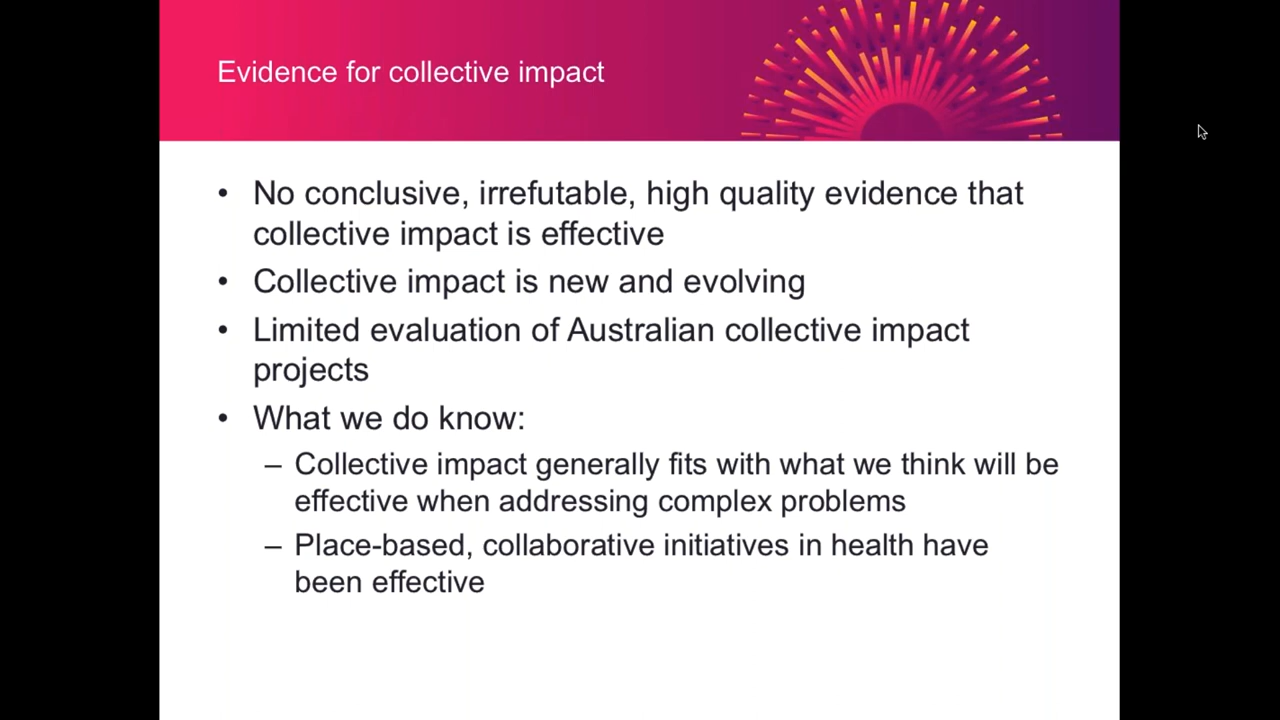 Evidence for collective impact
• No conclusive, irrefutable, high quality evidence that
collective impact is effective
• Collective impact is new and evolving
• Limited evaluation of Australian collective impact
projects
• What we do know:
– Collective impact generally fits with what we think will be
effective when addressing complex problems
– Place-based, collaborative initiatives in health have
been effective